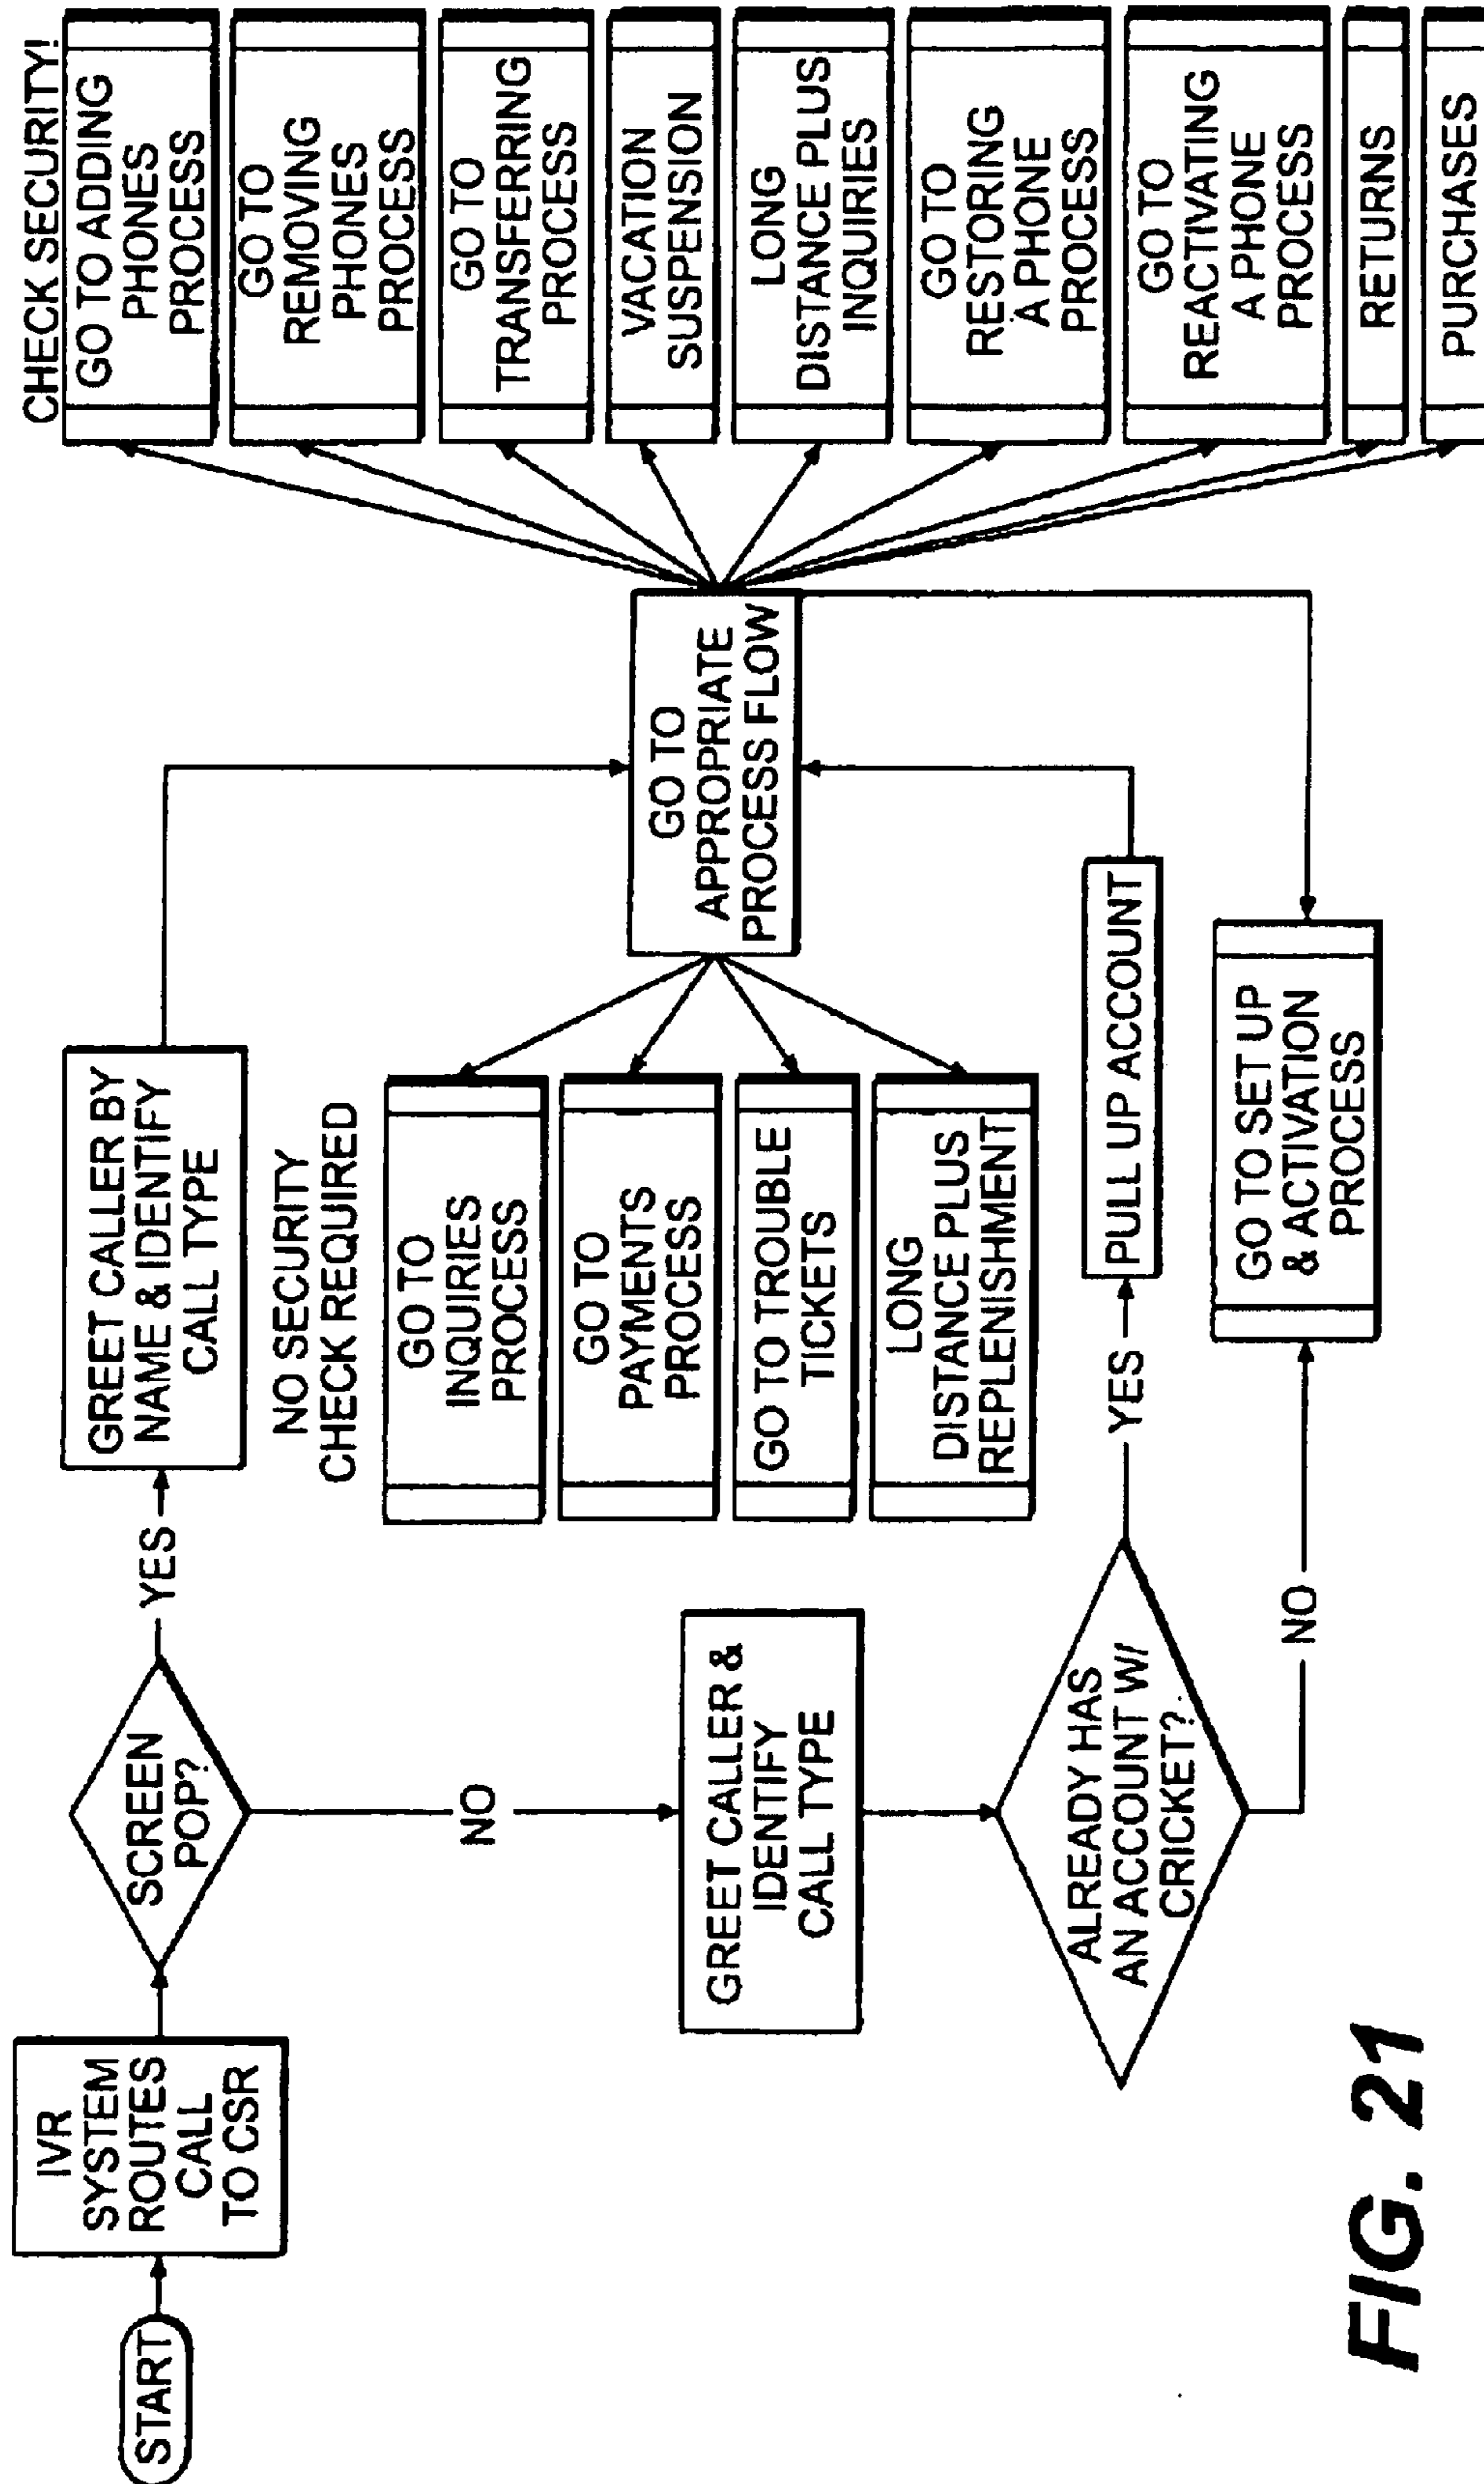 START
IVR
SYSTEM
ROUTES
CALL
TO CSR
SCREEN
POP?
YES
GREET CALLER BY
NAME & IDENTIFY
CALL TYPE
NO
GREET CALLER &
IDENTIFY
CALL TYPE
ALREADY HAS
AN ACCOUNT W/
CRICKET?
YES
PULL UP ACCOUNT
NO
GO TO SET UP
& ACTIVATION
PROCESS
NO SECURITY
CHECK REQUIRED
GO TO
INQUIRIES
PROCESS
GO TO
PAYMENTS
PROCESS
GO TO TROUBLE
TICKETS
LONG
DISTANCE PLUS
REPLENISHMENT
GO TO
APPROPRIATE
PROCESS FLOW
CHECK SECURITY!
GO TO ADDING
PHONES
PROCESS
GO TO
REMOVING
PHONES
PROCESS
GO TO
TRANSFERRING
PROCESS
VACATION
SUSPENSION
LONG
DISTANCE PLUS
INQUIRIES
GO TO
RESTORING
A PHONE
PROCESS
GO TO
REACTIVATING
A PHONE
PROCESS
RETURNS
PURCHASES
FIG. 21